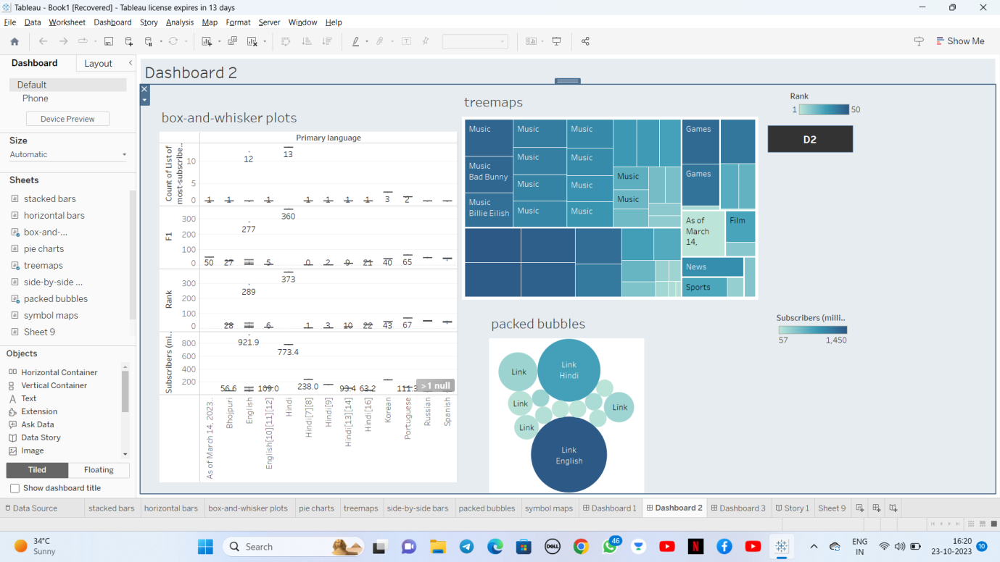 Tableau - Book1 [Recovered] - Tableau license expires in 13 days
File Data Worksheet Dashboard Story Analysis Map Format Server Window Help
Show Me
Dashboard Layout
Default
Phone
Device Preview
Size
Automatic
Sheets
stacked bars
horizontal bars
box-and-...
pie charts
treemaps
side-by-side ...
packed bubbles
symbol maps
Sheet 9
Objects
Horizontal Container
Vertical Container
Text
Extension
Ask Data
Data Story
Image
Tiled Floating
Show dashboard title
Dashboard 2
box-and-whisker plots
Primary language
Count of List of
most-subscribe..
10
5
0
12
13
1 1 1 1 1 1 1 3 2
F1
300
200
100
0
277
360
50 27 5 0 2 9 21 40 65
Rank
300
200
100
0
289
373
28 6 1 3 10 22 43 67
Subscribers (mi..
800
600
400
200
921.9
773.4
56.6 109.0 238.0 93.4 63.2 111.3
>1 null
As of March 14, 2023..
Bhojpuri
English
English[10][11][12]
Hindi
Hindi[7][8]
Hindi[9]
Hindi[13][14]
Hindi[16]
Korean
Portuguese
Russian
Spanish
treemaps
Music
Music
Bad Bunny
Music
Billie Eilish
Music
Music
Music
Music
Music
Music
Music
Music
Music
Music
Games
Games
As of
March
14,
Film
News
Sports
Rank
1 50
D2
packed bubbles
Link
Link
Hindi
Link
Link
Link
Link
English
Subscribers (milli..
57 1,450
Data Source stacked bars horizontal bars box-and-whisker plots pie charts treemaps side-by-side bars packed bubbles symbol maps Dashboard 1 Dashboard 2 Dashboard 3 Story 1 Sheet 9
34°C
Sunny
Search
DELL
46
N
ENG
IN
16:20
23-10-2023
10